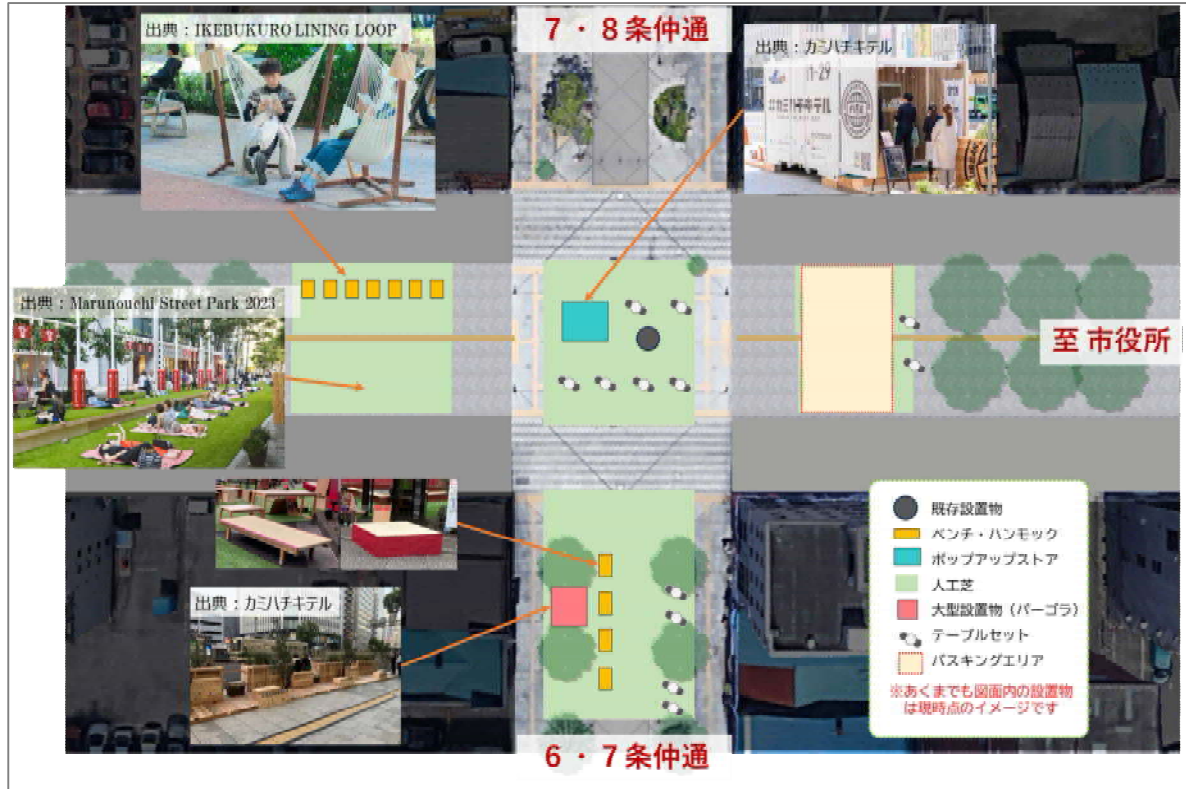 出典：IKEBUKURO LINING LOOP
7・8条仲通
出典：カミハチキテル
出典：Marunouchi Street Park 2023
至 市役所
出典：カミハチキテル
6・7条仲通
既存設置物
ベンチ・ハンモック
ポップアップストア
人工芝
大型設置物（パーゴラ）
テーブルセット
バスキングエリア
※あくまでも図面内の設置物
は現時点のイメージです